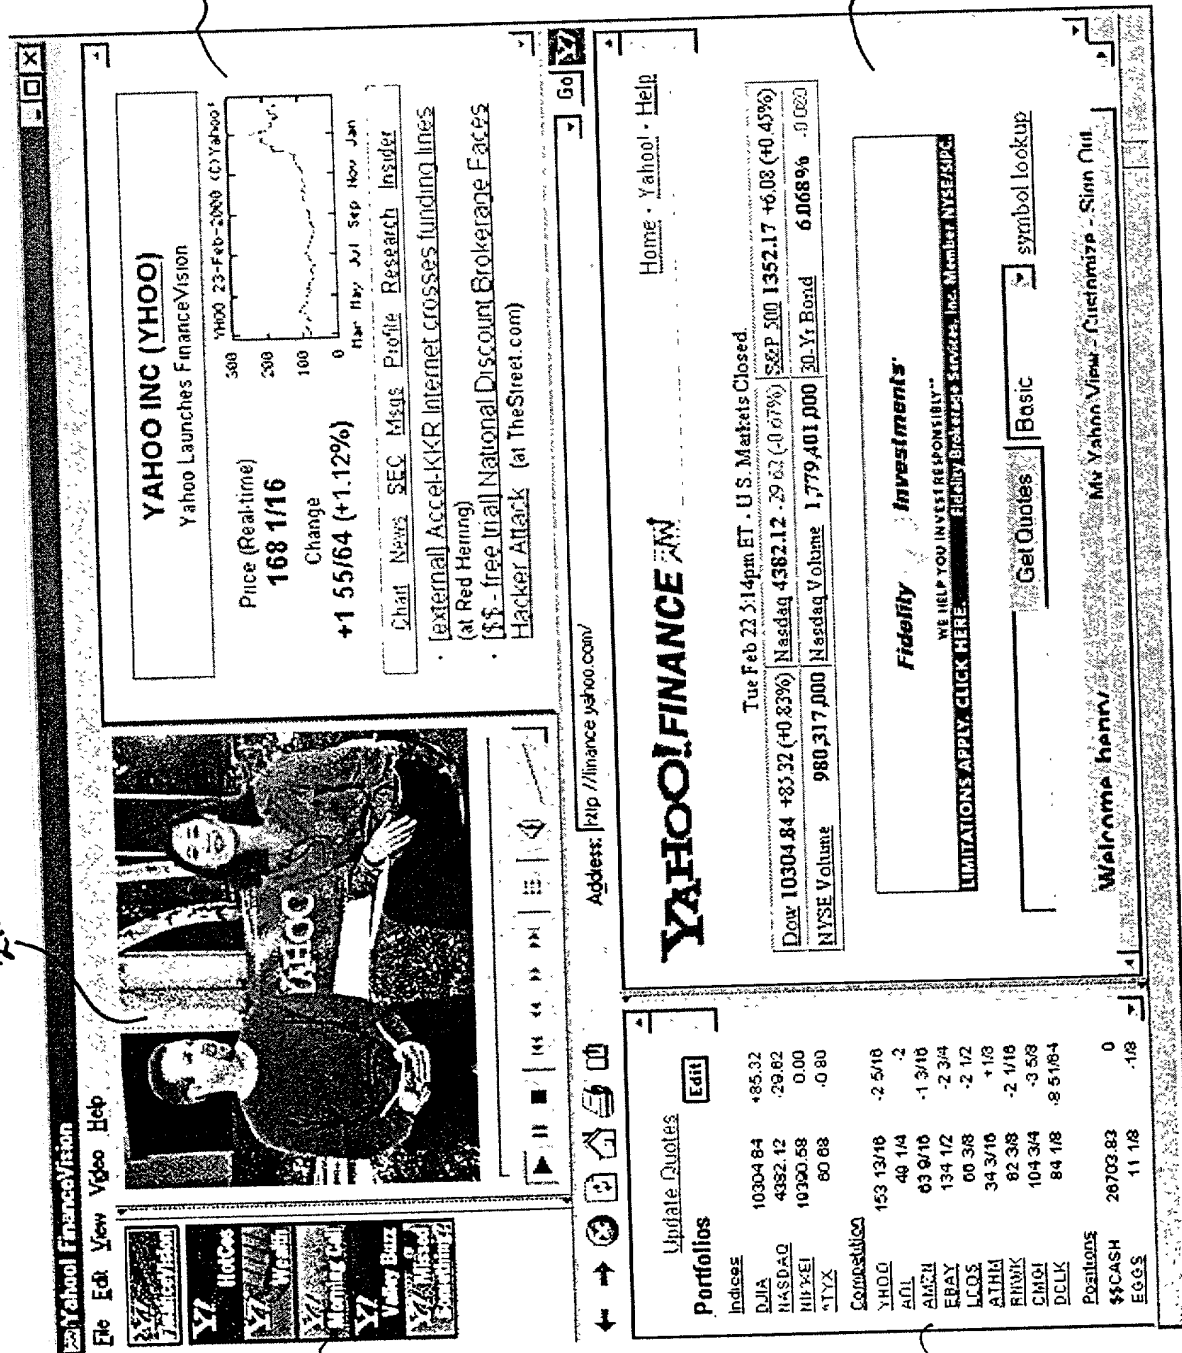 Yahoo! FinanceVision
File Edit View Video Help
FinanceVision
HotGos
Wealth
Morning Call
Valley Buzz
YAHOO
YAHOO INC (YHOO)
Yahoo Launches FinanceVision
Price (Real-time)
168 1/16
Change
+1 55/64 (+1.12%)
YHOO 23-Feb-2000 (C)Yahoo!
300
200
100
0
Mar May Jul Sep Nov Jan
Chart News SEC Msgs Profile Research Insider
· [external] Accel-KKR Internet crosses funding lines
(at Red Herring)
· [$$ - free trial] National Discount Brokerage Faces
Hacker Attack (at TheStreet.com)
Address: http://finance.yahoo.com/
Go
Update Quotes
Portfolios Edit
Indices
DJIA 10304.84 +85.32
NASDAQ 4382.12 -29.62
NIKKEI 19390.58 0.00
^TYX 60.68 -0.80
Competition
YHOO 153 13/16 -2 5/16
AOL 49 1/4 -2
AMZN 63 9/16 -1 3/16
EBAY 134 1/2 -2 3/4
LCOS 66 3/8 -2 1/2
ATHM 34 3/16 +1/8
RNWK 82 3/8 -2 1/16
CMGI 104 3/4 -3 5/8
DCLK 84 1/8 -8 51/64
Positions
$$CASH 26703.83 0
EGGS 11 1/8 -1/8
YAHOO! FINANCE
Home - Yahoo! - Help
Tue Feb 22 5:14pm ET - U.S. Markets Closed.
Dow 10304.84 +85.32 (+0.83%) Nasdaq 4382.12 -29.62 (-0.67%) S&P 500 1352.17 +6.08 (+0.45%)
NYSE Volume 980,317,000 Nasdaq Volume 1,779,401,000 30-Yr Bond 6.068% -0.080
Fidelity Investments
WE HELP YOU INVEST RESPONSIBLY
LIMITATIONS APPLY. CLICK HERE. Fidelity Brokerage Services, Inc. Member NYSE/SIPC.
Get Quotes Basic symbol lookup
Welcome henry My Yahoo View - Customize - Sign Out